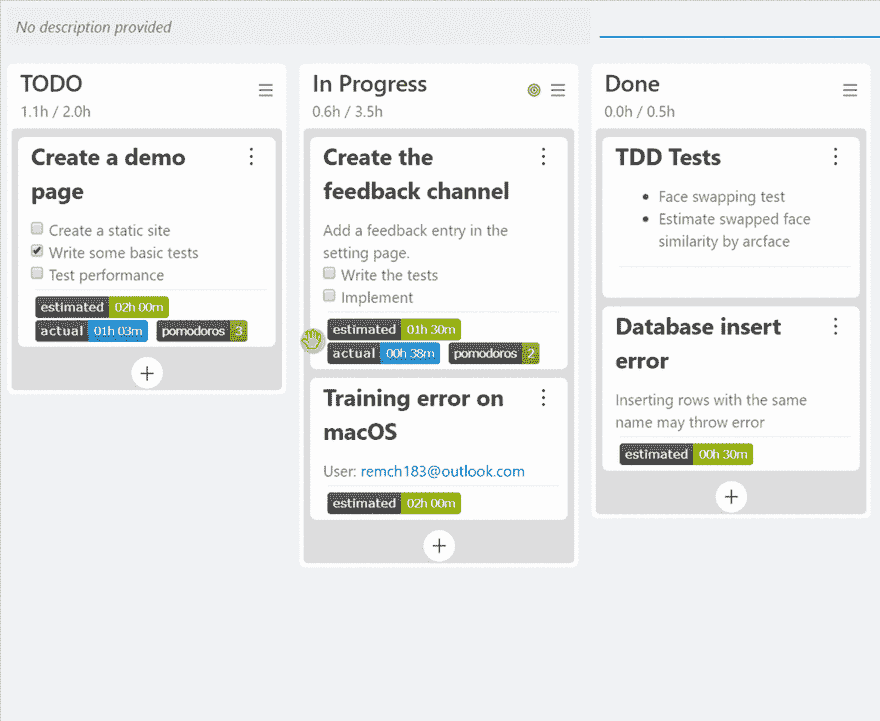 No description provided
TODO
1.1h / 2.0h
Create a demo
page
Create a static site
Write some basic tests
Test performance
estimated 02h 00m
actual 01h 03m pomodoros 3
In Progress
0.6h / 3.5h
Create the
feedback channel
Add a feedback entry in the
setting page.
Write the tests
Implement
estimated 01h 30m
actual 00h 38m pomodoros 2
Training error on
macOS
User: remch183@outlook.com
estimated 02h 00m
Done
0.0h / 0.5h
TDD Tests
Face swapping test
Estimate swapped face
similarity by arcface
Database insert
error
Inserting rows with the same
name may throw error
estimated 00h 30m